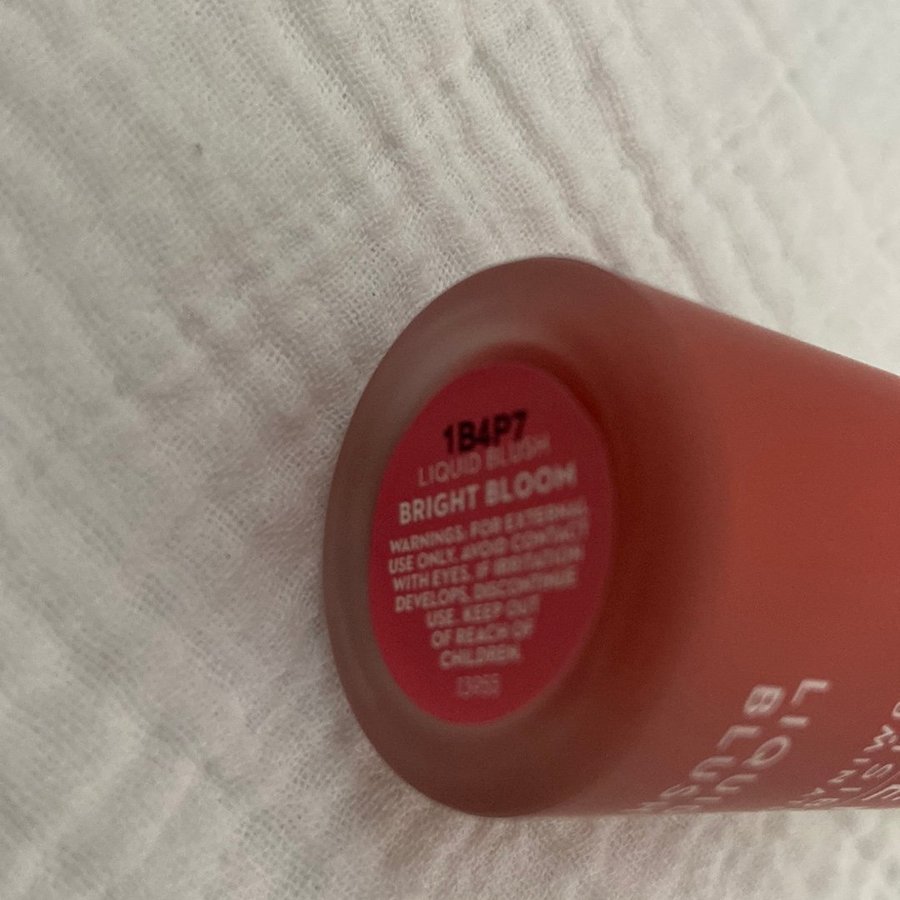 1B4P7
LIQUID BLUSH
BRIGHT BLOOM
WARNINGS: FOR EXTERNAL
USE ONLY. AVOID CONTACT
WITH EYES. IF IRRITATION
DEVELOPS, DISCONTINUE
USE. KEEP OUT
OF REACH OF
CHILDREN.
LIQUID
BLUSH